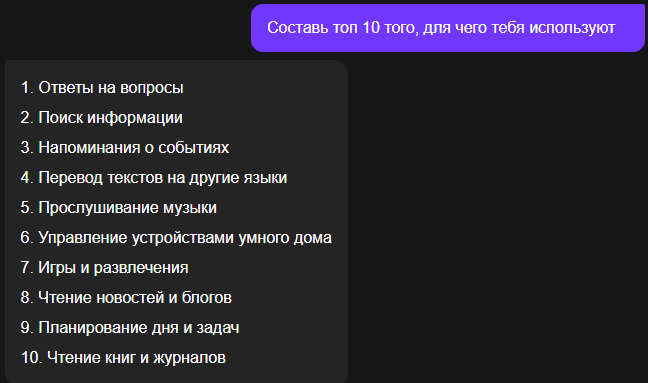 Составь топ 10 того, для чего тебя используют
1. Ответы на вопросы
2. Поиск информации
3. Напоминания о событиях
4. Перевод текстов на другие языки
5. Прослушивание музыки
6. Управление устройствами умного дома
7. Игры и развлечения
8. Чтение новостей и блогов
9. Планирование дня и задач
10. Чтение книг и журналов